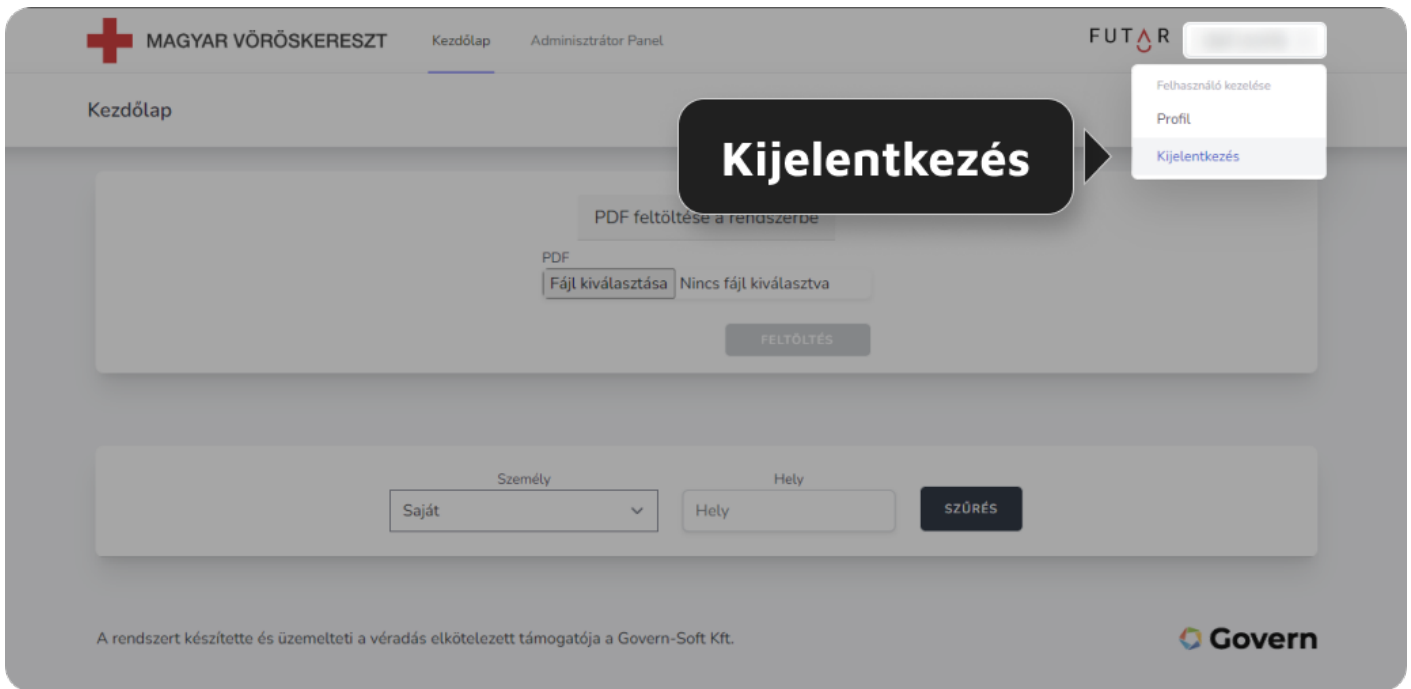 MAGYAR VÖRÖSKERESZT Kezdőlap Adminisztrátor Panel FUTAR
Felhasználó kezelése
Kezdőlap
Profil
Kijelentkezés
Kijelentkezés
PDF feltöltése a rendszerbe
PDF
Fájl kiválasztása Nincs fájl kiválasztva
FELTÖLTÉS
Személy Hely
Saját Hely SZŰRÉS
A rendszert készítette és üzemelteti a véradás elkötelezett támogatója a Govern-Soft Kft. Govern